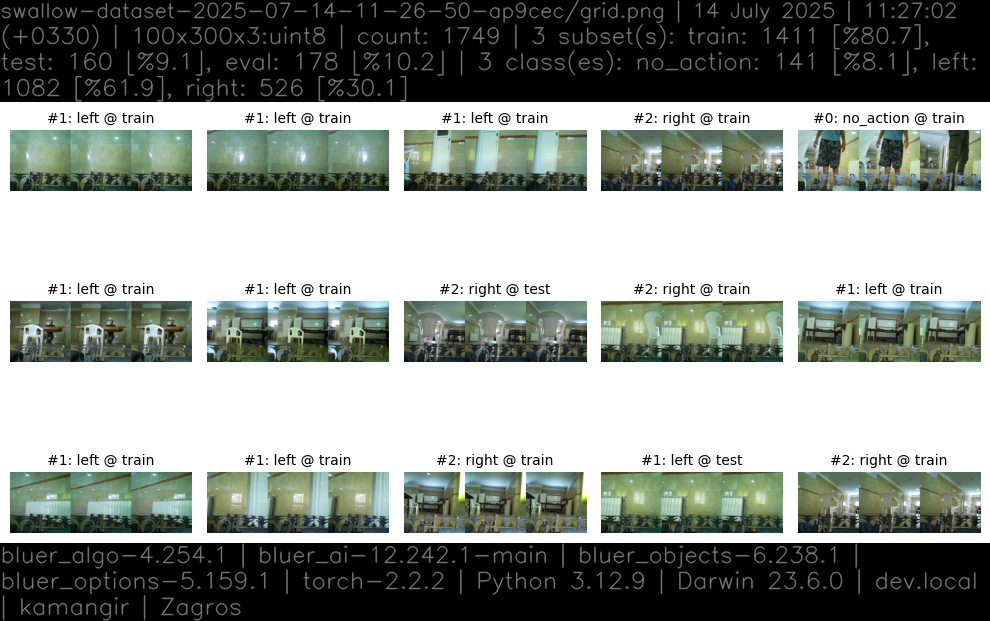 swallow-dataset-2025-07-14-11-26-50-ap9cec/grid.png | 14 July 2025 | 11:27:02
(+0330) | 100x300x3:uint8 | count: 1749 | 3 subset(s): train: 1411 [%80.7],
test: 160 [%9.1], eval: 178 [%10.2] | 3 class(es): no_action: 141 [%8.1], left:
1082 [%61.9], right: 526 [%30.1]
#1: left @ train
#1: left @ train
#1: left @ train
#2: right @ train
#0: no_action @ train
#1: left @ train
#1: left @ train
#2: right @ test
#2: right @ train
#1: left @ train
#1: left @ train
#1: left @ train
#2: right @ train
#1: left @ test
#2: right @ train
bluer_algo-4.254.1 | bluer_ai-12.242.1-main | bluer_objects-6.238.1 |
bluer_options-5.159.1 | torch-2.2.2 | Python 3.12.9 | Darwin 23.6.0 | dev.local
| kamangir | Zagros